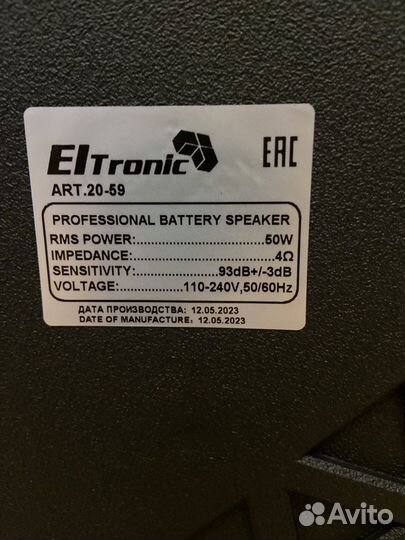 ElTronic
EAC
ART.20-59
PROFESSIONAL BATTERY SPEAKER
RMS POWER:..........................50W
IMPEDANCE:............................4Ω
SENSITIVITY:..................93dB+/-3dB
VOLTAGE:...........110-240V,50/60Hz
ДАТА ПРОИЗВОДСТВА: 12.05.2023
DATE OF MANUFACTURE: 12.05.2023
Avito